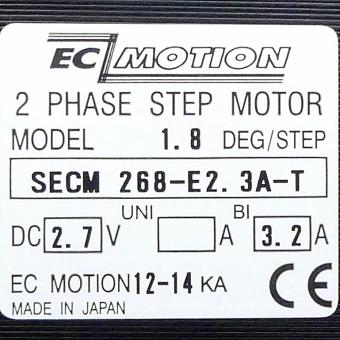 EC MOTION
2 PHASE STEP MOTOR
MODEL 1.8 DEG/STEP
SECM 268-E2.3A-T
UNI BI
DC 2.7 V A 3.2 A
EC MOTION 12-14 KA CE
MADE IN JAPAN